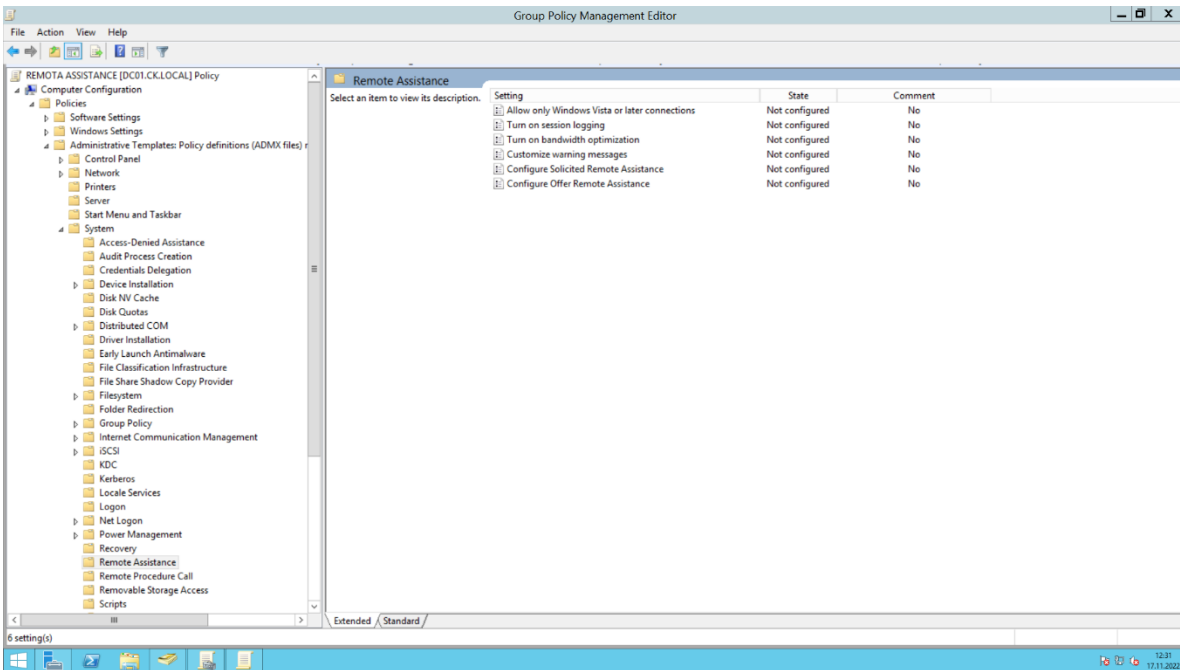 Group Policy Management Editor
File Action View Help
REMOTA ASSISTANCE [DC01.CK.LOCAL] Policy
Computer Configuration
Policies
Software Settings
Windows Settings
Administrative Templates: Policy definitions (ADMX files) r
Control Panel
Network
Printers
Server
Start Menu and Taskbar
System
Access-Denied Assistance
Audit Process Creation
Credentials Delegation
Device Installation
Disk NV Cache
Disk Quotas
Distributed COM
Driver Installation
Early Launch Antimalware
File Classification Infrastructure
File Share Shadow Copy Provider
Filesystem
Folder Redirection
Group Policy
Internet Communication Management
iSCSI
KDC
Kerberos
Locale Services
Logon
Net Logon
Power Management
Recovery
Remote Assistance
Remote Procedure Call
Removable Storage Access
Scripts
Remote Assistance
Select an item to view its description.
Setting State Comment
Allow only Windows Vista or later connections Not configured No
Turn on session logging Not configured No
Turn on bandwidth optimization Not configured No
Customize warning messages Not configured No
Configure Solicited Remote Assistance Not configured No
Configure Offer Remote Assistance Not configured No
Extended Standard
6 setting(s)
12:31
17.11.2022